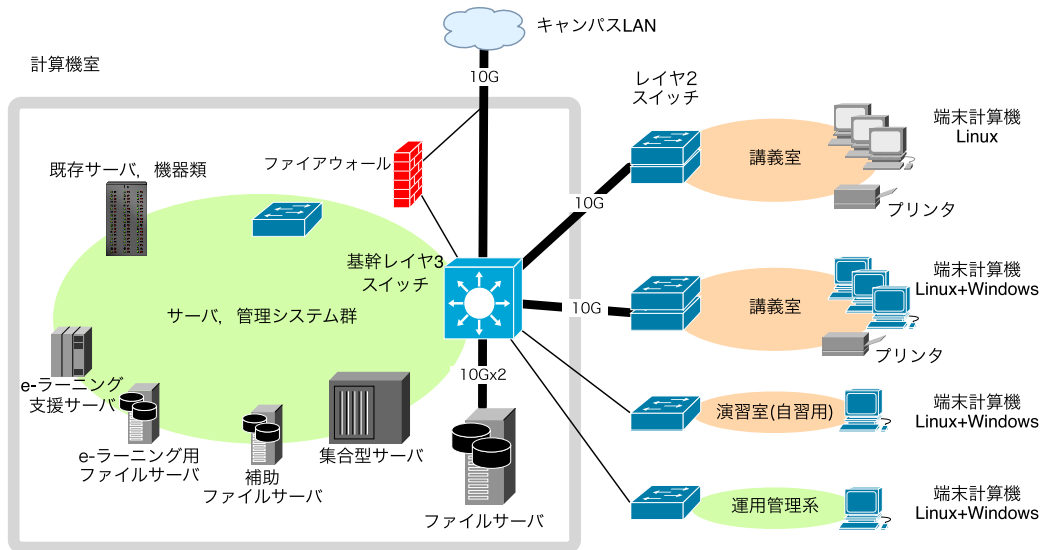 キャンパスLAN
10G
計算機室
レイヤ2
スイッチ
端末計算機
Linux
講義室
ファイアウォール
既存サーバ，機器類
プリンタ
10G
基幹レイヤ3
スイッチ
端末計算機
Linux+Windows
講義室
10G
サーバ，管理システム群
プリンタ
10Gx2
e-ラーニング
支援サーバ
端末計算機
Linux+Windows
演習室(自習用)
e-ラーニング用
ファイルサーバ
補助
ファイルサーバ
集合型サーバ
ファイルサーバ
端末計算機
Linux+Windows
運用管理系